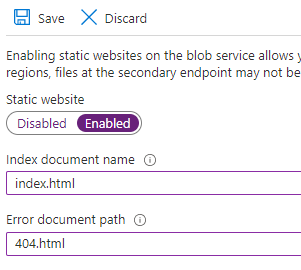 Save Discard
Enabling static websites on the blob service allows
regions, files at the secondary endpoint may not be
Static website
Disabled Enabled
Index document name
index.html
Error document path
404.html